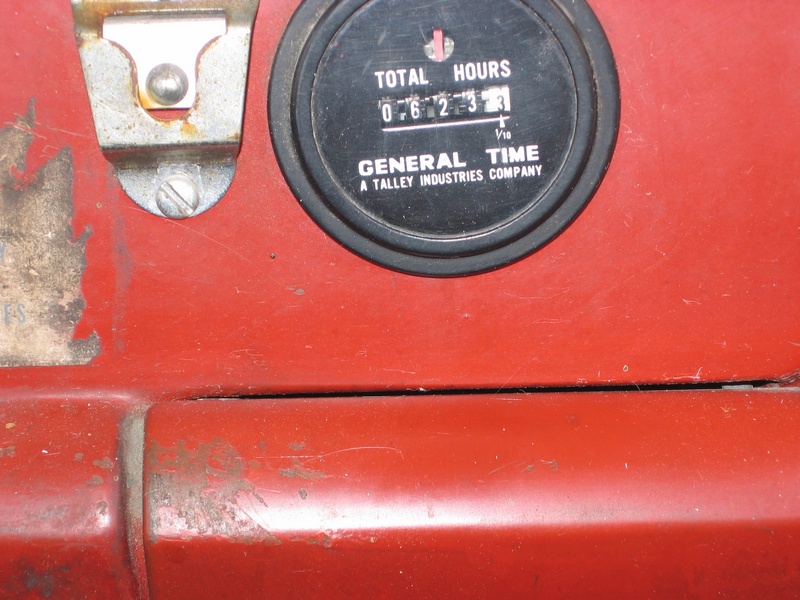 TOTAL HOURS
0 6 2 3 3
1/10
GENERAL TIME
A TALLEY INDUSTRIES COMPANY